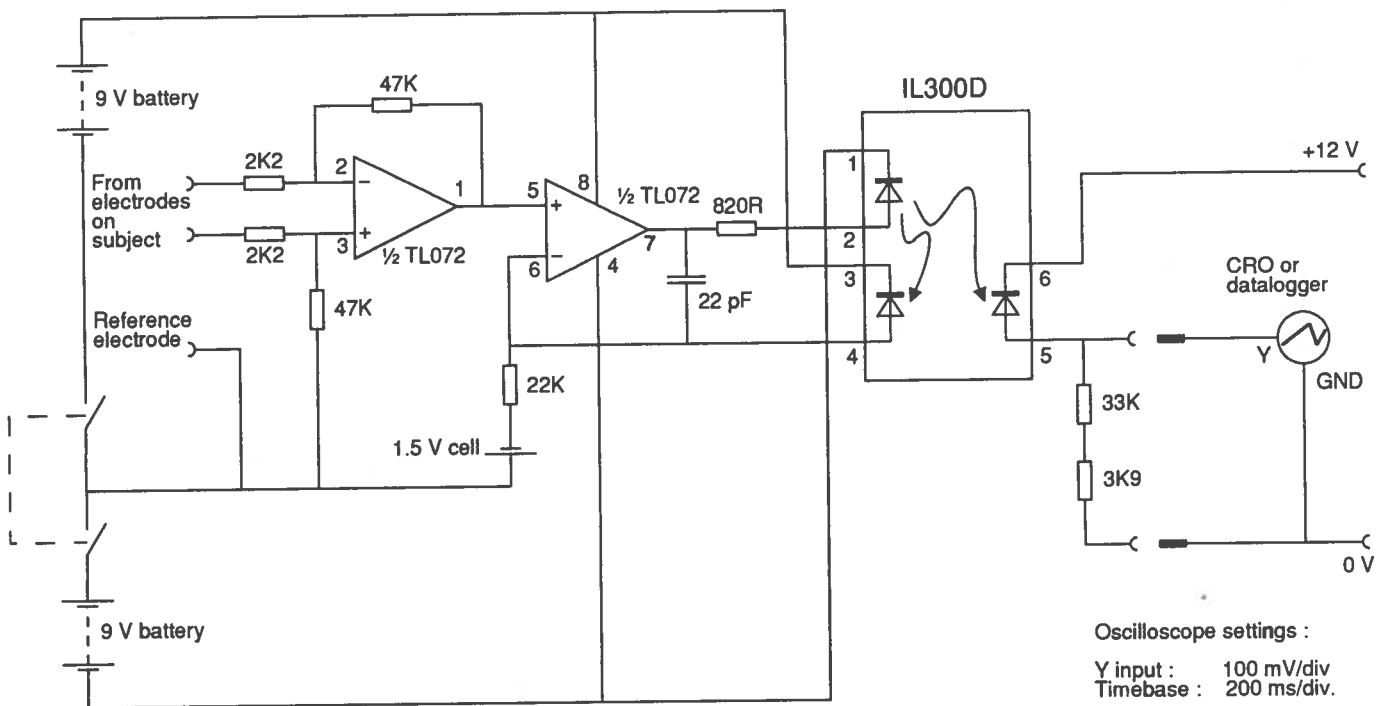 47K
IL300D
9 V battery
+12 V
2K2
2
1
8
5
½ TL072
820R
1
From
electrodes
on
subject
2K2
3
½ TL072
6
4
7
2
3
6
CRO or
datalogger
22 pF
47K
Reference
electrode
4
5
Y
GND
22K
33K
1.5 V cell
3K9
0 V
9 V battery
Oscilloscope settings :
Y input : 100 mV/div
Timebase : 200 ms/div.